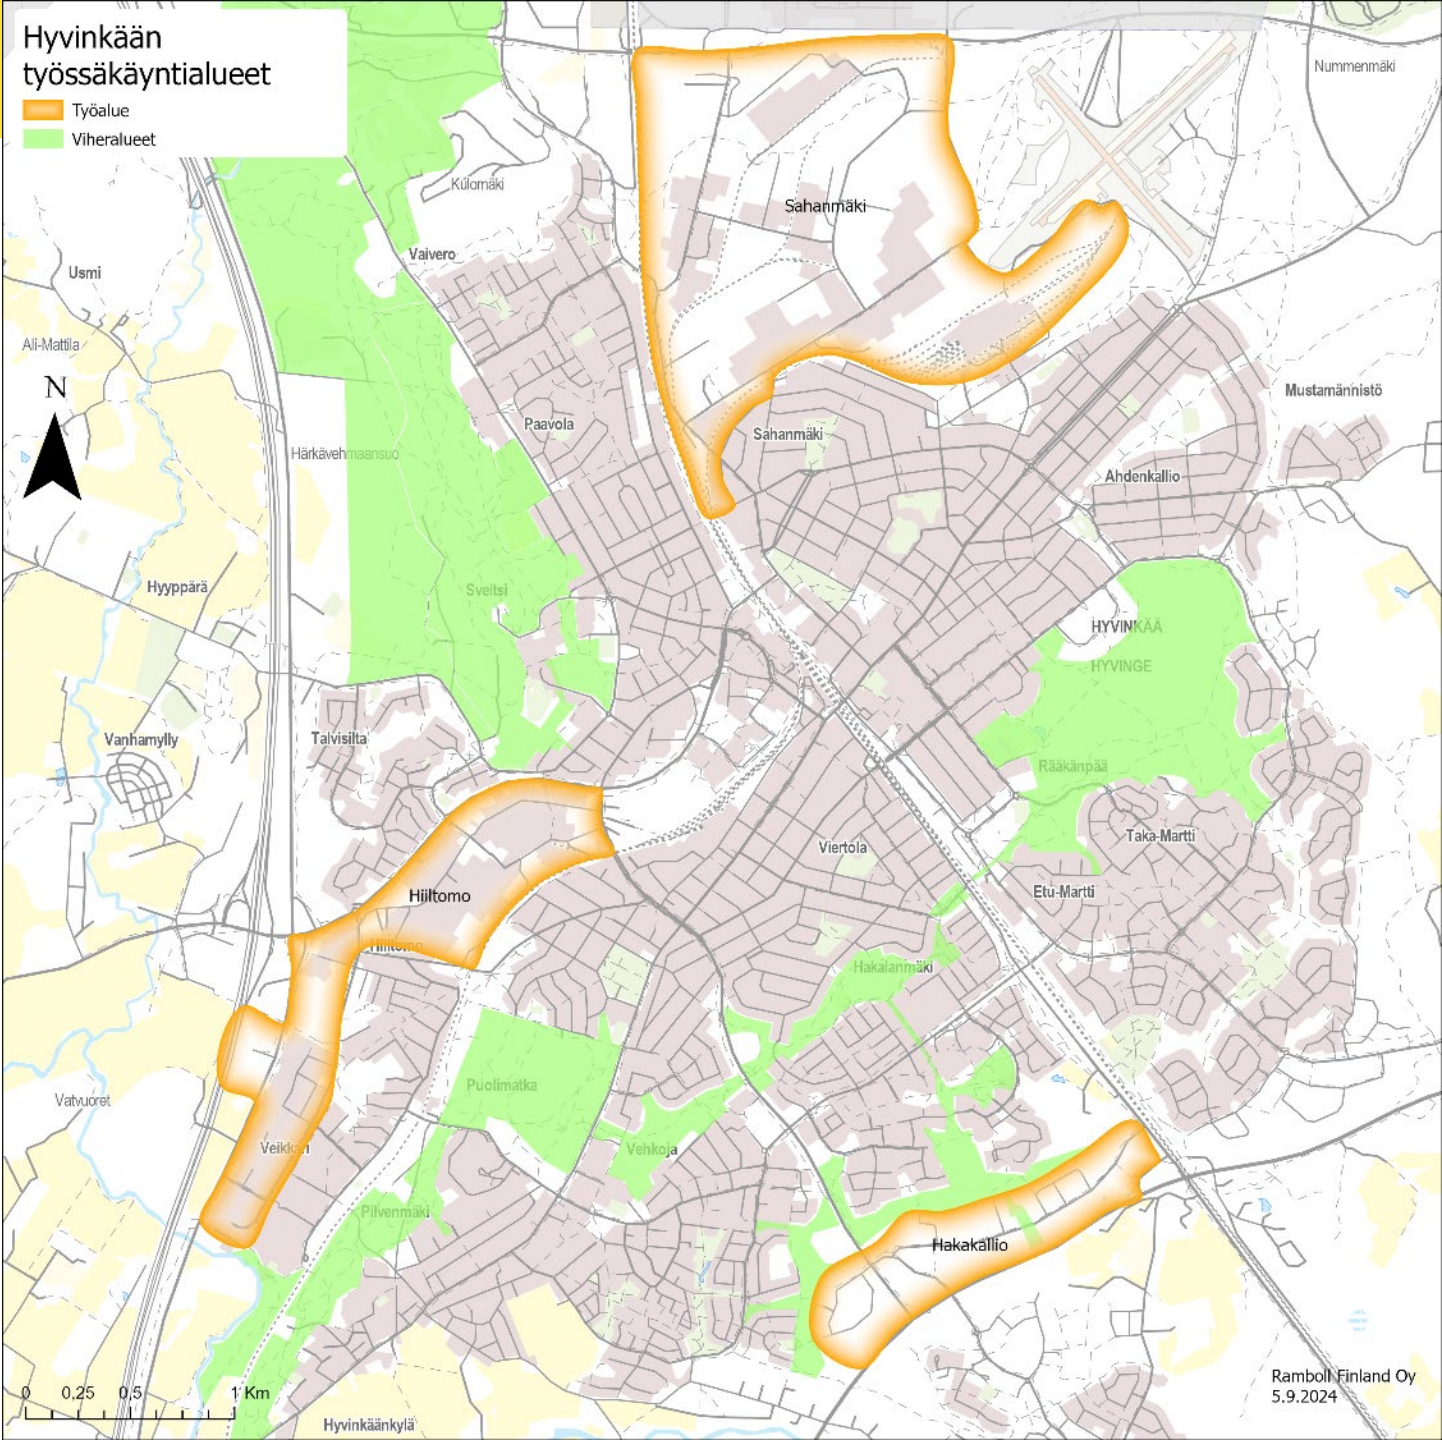 Hyvinkään
työssäkäyntialueet
Työalue
Viheralueet
Nummenmäki
Kulomäki
Sahanmäki
Vaivero
Usmi
Ali-Mattila
N
Mustamännistö
Paavola
Sahanmäki
Härkävehmaansuo
Ahdenkallio
Hyyppärä
Sveitsi
HYVINKÄÄ
HYVINGE
Vanhamylly
Talvisilta
Rääkänpää
Taka-Martti
Viertola
Etu-Martti
Hiiltomo
Hiiltomo
Hakalanmäki
Puolimatka
Vatvuoret
Veikkari
Vehkoja
Pilvenmäki
Hakakallio
Ramboll Finland Oy
5.9.2024
0 0,25 0,5 1 Km
Hyvinkäänkylä